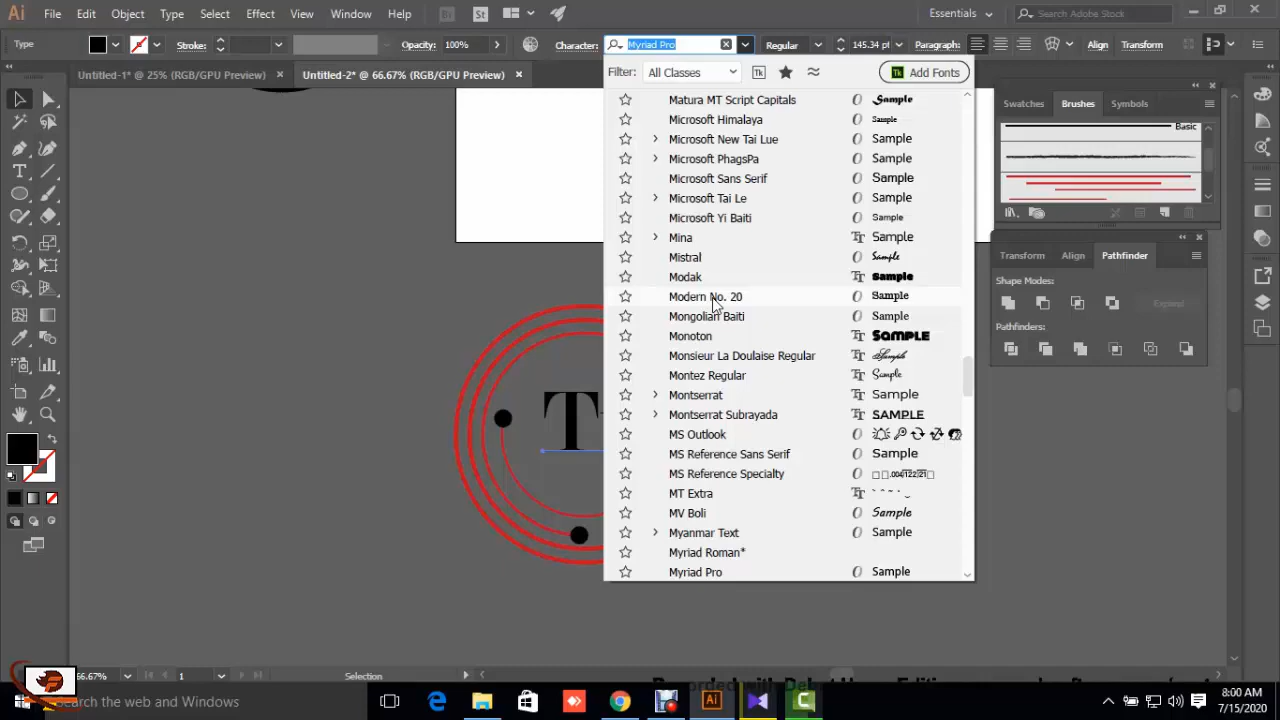 Ai File Edit Object Type Select Effect View Window Help Br St Essentials Search Adobe Stock
Type Stroke: Opacity: 100% Character: Myriad Pro Regular 145.34 pt Paragraph: Align Transform
Untitled-1* @ 25% (RGB/GPU Preview) × Untitled-2* @ 66.67% (RGB/GPU Preview) ×
Filter: All Classes Tk Tk Add Fonts
Matura MT Script Capitals Sample
Microsoft Himalaya Sample
Microsoft New Tai Lue Sample
Microsoft PhagsPa Sample
Microsoft Sans Serif Sample
Microsoft Tai Le Sample
Microsoft Yi Baiti Sample
Mina Sample
Mistral Sample
Modak Sample
Modern No. 20 Sample
Mongolian Baiti Sample
Monoton SAMPLE
Monsieur La Doulaise Regular Sample
Montez Regular Sample
Montserrat Sample
Montserrat Subrayada SAMPLE
MS Outlook
MS Reference Sans Serif Sample
MS Reference Specialty
MT Extra
MV Boli Sample
Myanmar Text Sample
Myriad Roman*
Myriad Pro Sample
Swatches Brushes Symbols
Basic
Transform Align Pathfinder
Shape Modes:
Expand
Pathfinders:
T
66.67% 1 Selection
Search the web and Windows
Ai
8:00 AM
7/15/2020